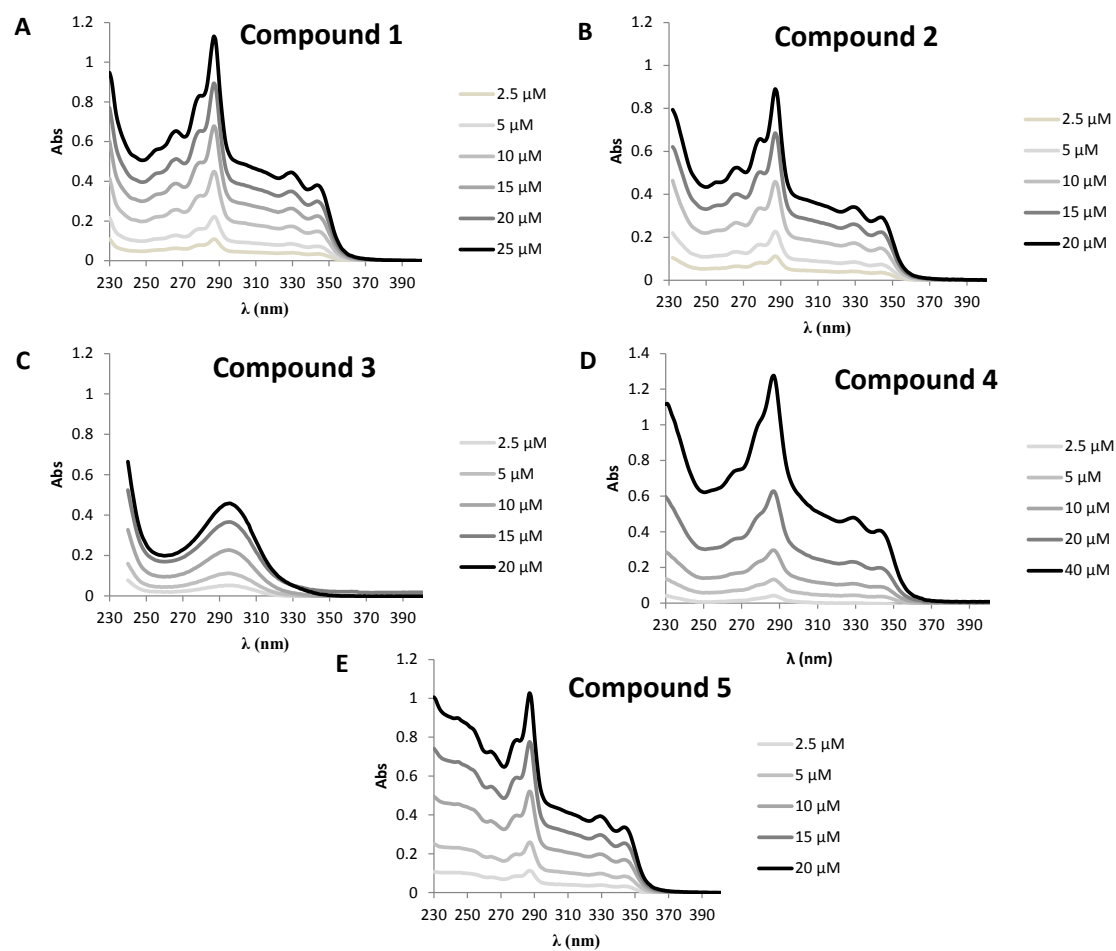 A
Compound 1
1.2
1
0.8
0.6
0.4
0.2
0
Abs
230 250 270 290 310 330 350 370 390
λ (nm)
2.5 µM
5 µM
10 µM
15 µM
20 µM
25 µM
B
Compound 2
1.2
1
0.8
0.6
0.4
0.2
0
Abs
230 250 270 290 310 330 350 370 390
λ (nm)
2.5 µM
5 µM
10 µM
15 µM
20 µM
C
Compound 3
1.2
1
0.8
0.6
0.4
0.2
0
Abs
230 250 270 290 310 330 350 370 390
λ (nm)
2.5 µM
5 µM
10 µM
15 µM
20 µM
D
Compound 4
1.4
1.2
1
0.8
0.6
0.4
0.2
0
Abs
230 250 270 290 310 330 350 370 390
λ (nm)
2.5 µM
5 µM
10 µM
20 µM
40 µM
E
Compound 5
1.2
1
0.8
0.6
0.4
0.2
0
Abs
230 250 270 290 310 330 350 370 390
λ (nm)
2.5 µM
5 µM
10 µM
15 µM
20 µM